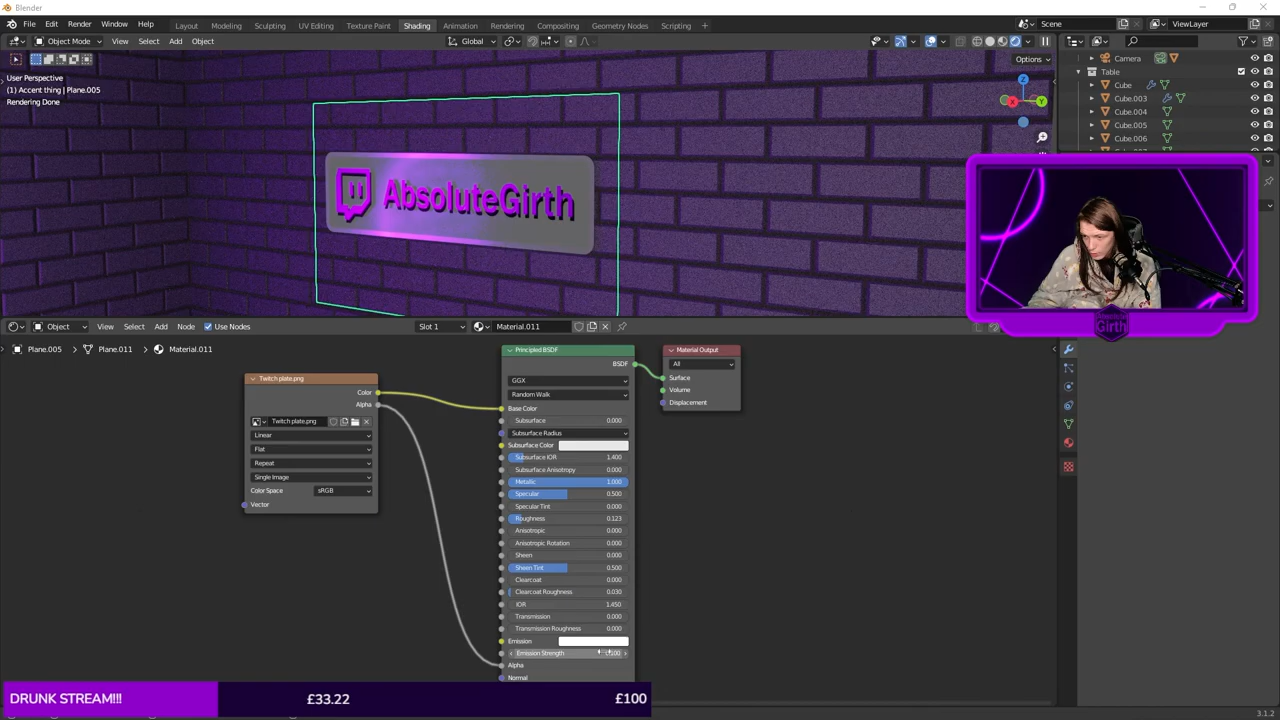 Blender
File Edit Render Window Help Layout Modeling Sculpting UV Editing Texture Paint Shading Animation Rendering Compositing Geometry Nodes Scripting + Scene ViewLayer
Object Mode View Select Add Object Global
Options
User Perspective
(1) Accent thing | Plane.005
Rendering Done
Z
X Y
Camera
Table
Cube
Cube.003
Cube.004
Cube.005
Cube.006
AbsoluteGirth
Girth
Object View Select Add Node Use Nodes Slot 1 Material.011
Plane.005 > Plane.011 > Material.011
Twitch plate.png
Color
Alpha
Twitch plate.png
Linear
Flat
Repeat
Single Image
Color Space sRGB
Vector
Principled BSDF
BSDF
GGX
Random Walk
Base Color
Subsurface 0.000
Subsurface Radius
Subsurface Color
Subsurface IOR 1.400
Subsurface Anisotropy 0.000
Metallic 1.000
Specular 0.500
Specular Tint 0.000
Roughness 0.123
Anisotropic 0.000
Anisotropic Rotation 0.000
Sheen 0.000
Sheen Tint 0.500
Clearcoat 0.000
Clearcoat Roughness 0.030
IOR 1.450
Transmission 0.000
Transmission Roughness 0.000
Emission
Emission Strength
Alpha
Normal
Material Output
All
Surface
Volume
Displacement
DRUNK STREAM!!! £33.22 £100
3.1.2